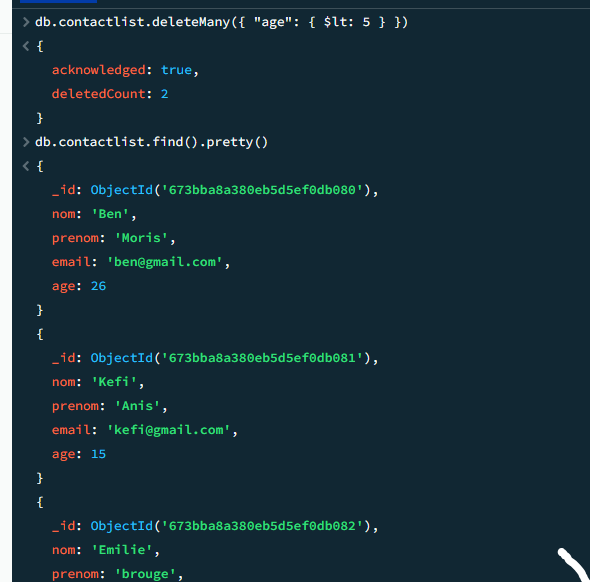 > db.contactlist.deleteMany({ "age": { $lt: 5 } })
< {
acknowledged: true,
deletedCount: 2
}
> db.contactlist.find().pretty()
< {
_id: ObjectId('673bba8a380eb5d5ef0db080'),
nom: 'Ben',
prenom: 'Moris',
email: 'ben@gmail.com',
age: 26
}
{
_id: ObjectId('673bba8a380eb5d5ef0db081'),
nom: 'Kefi',
prenom: 'Anis',
email: 'kefi@gmail.com',
age: 15
}
{
_id: ObjectId('673bba8a380eb5d5ef0db082'),
nom: 'Emilie',
prenom: 'brouge',